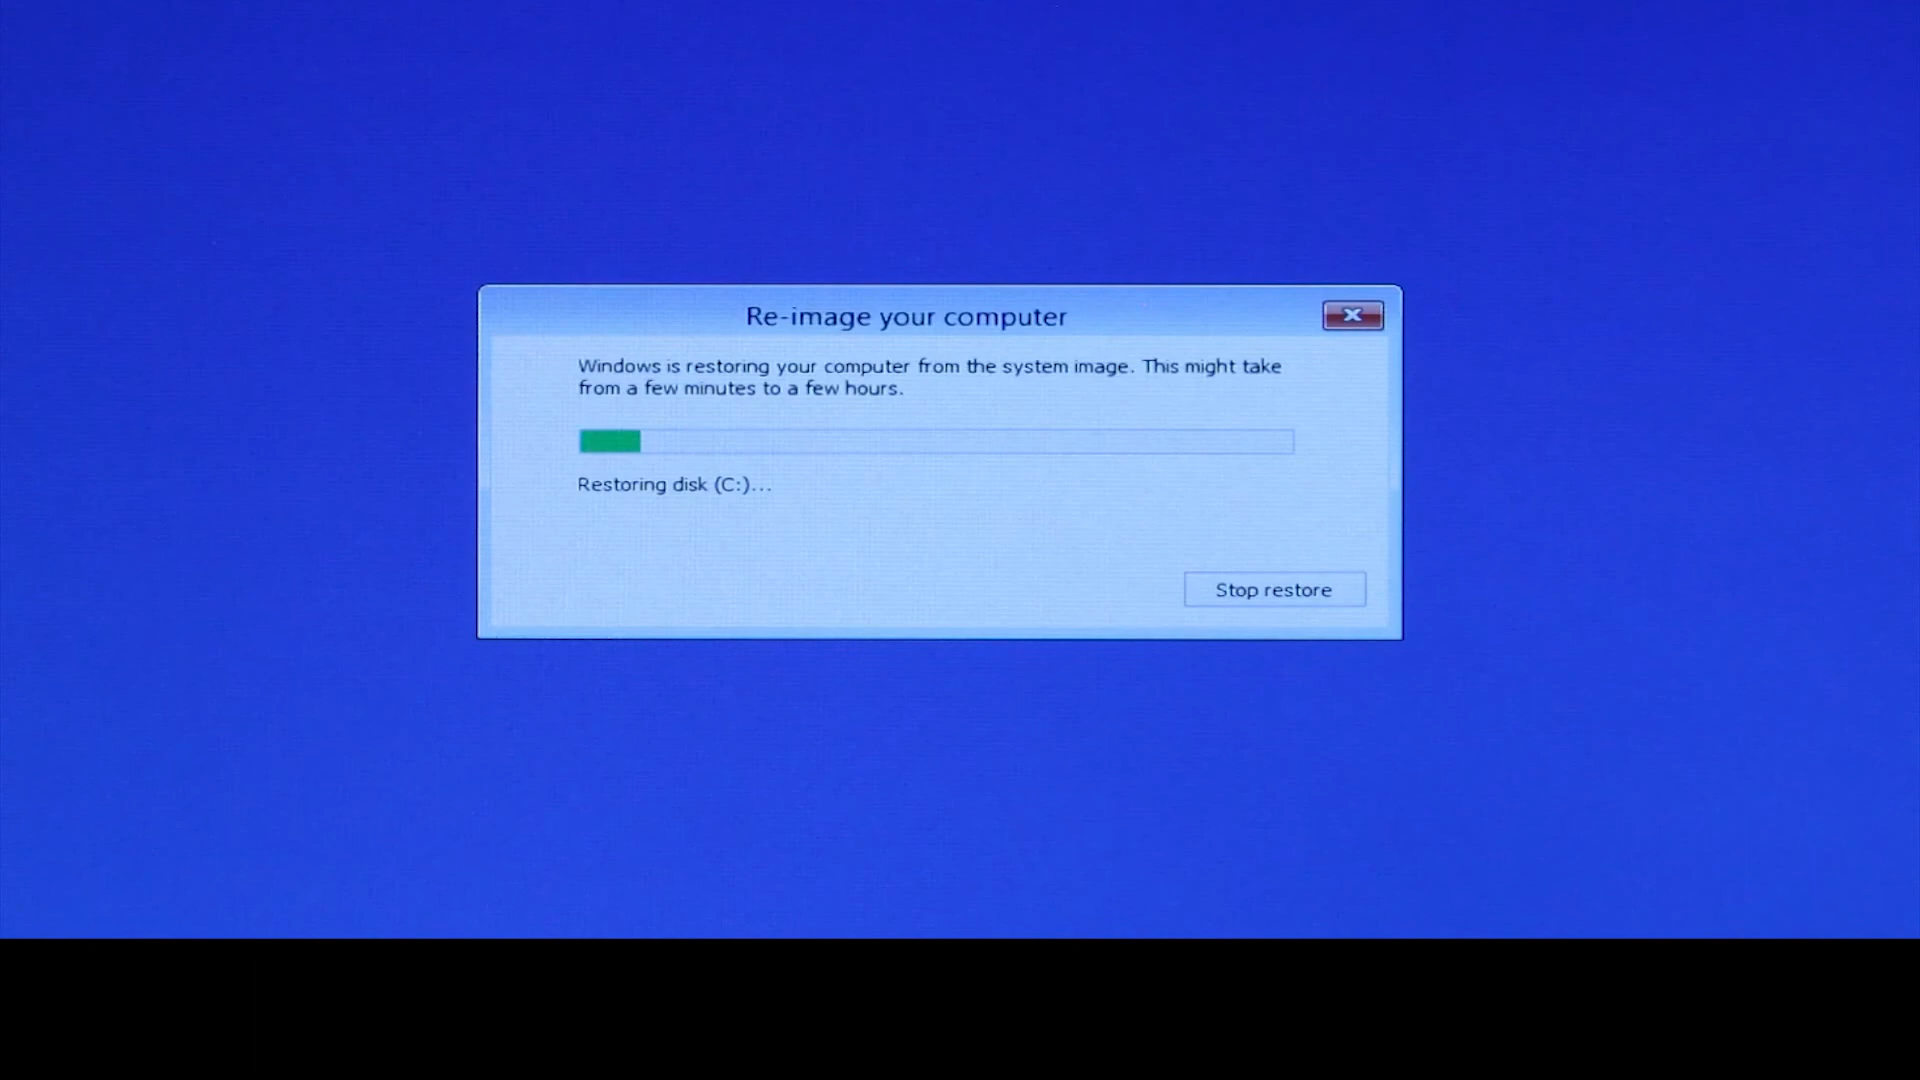 Re-image your computer
Windows is restoring your computer from the system image. This might take
from a few minutes to a few hours.
Restoring disk (C:)...
Stop restore